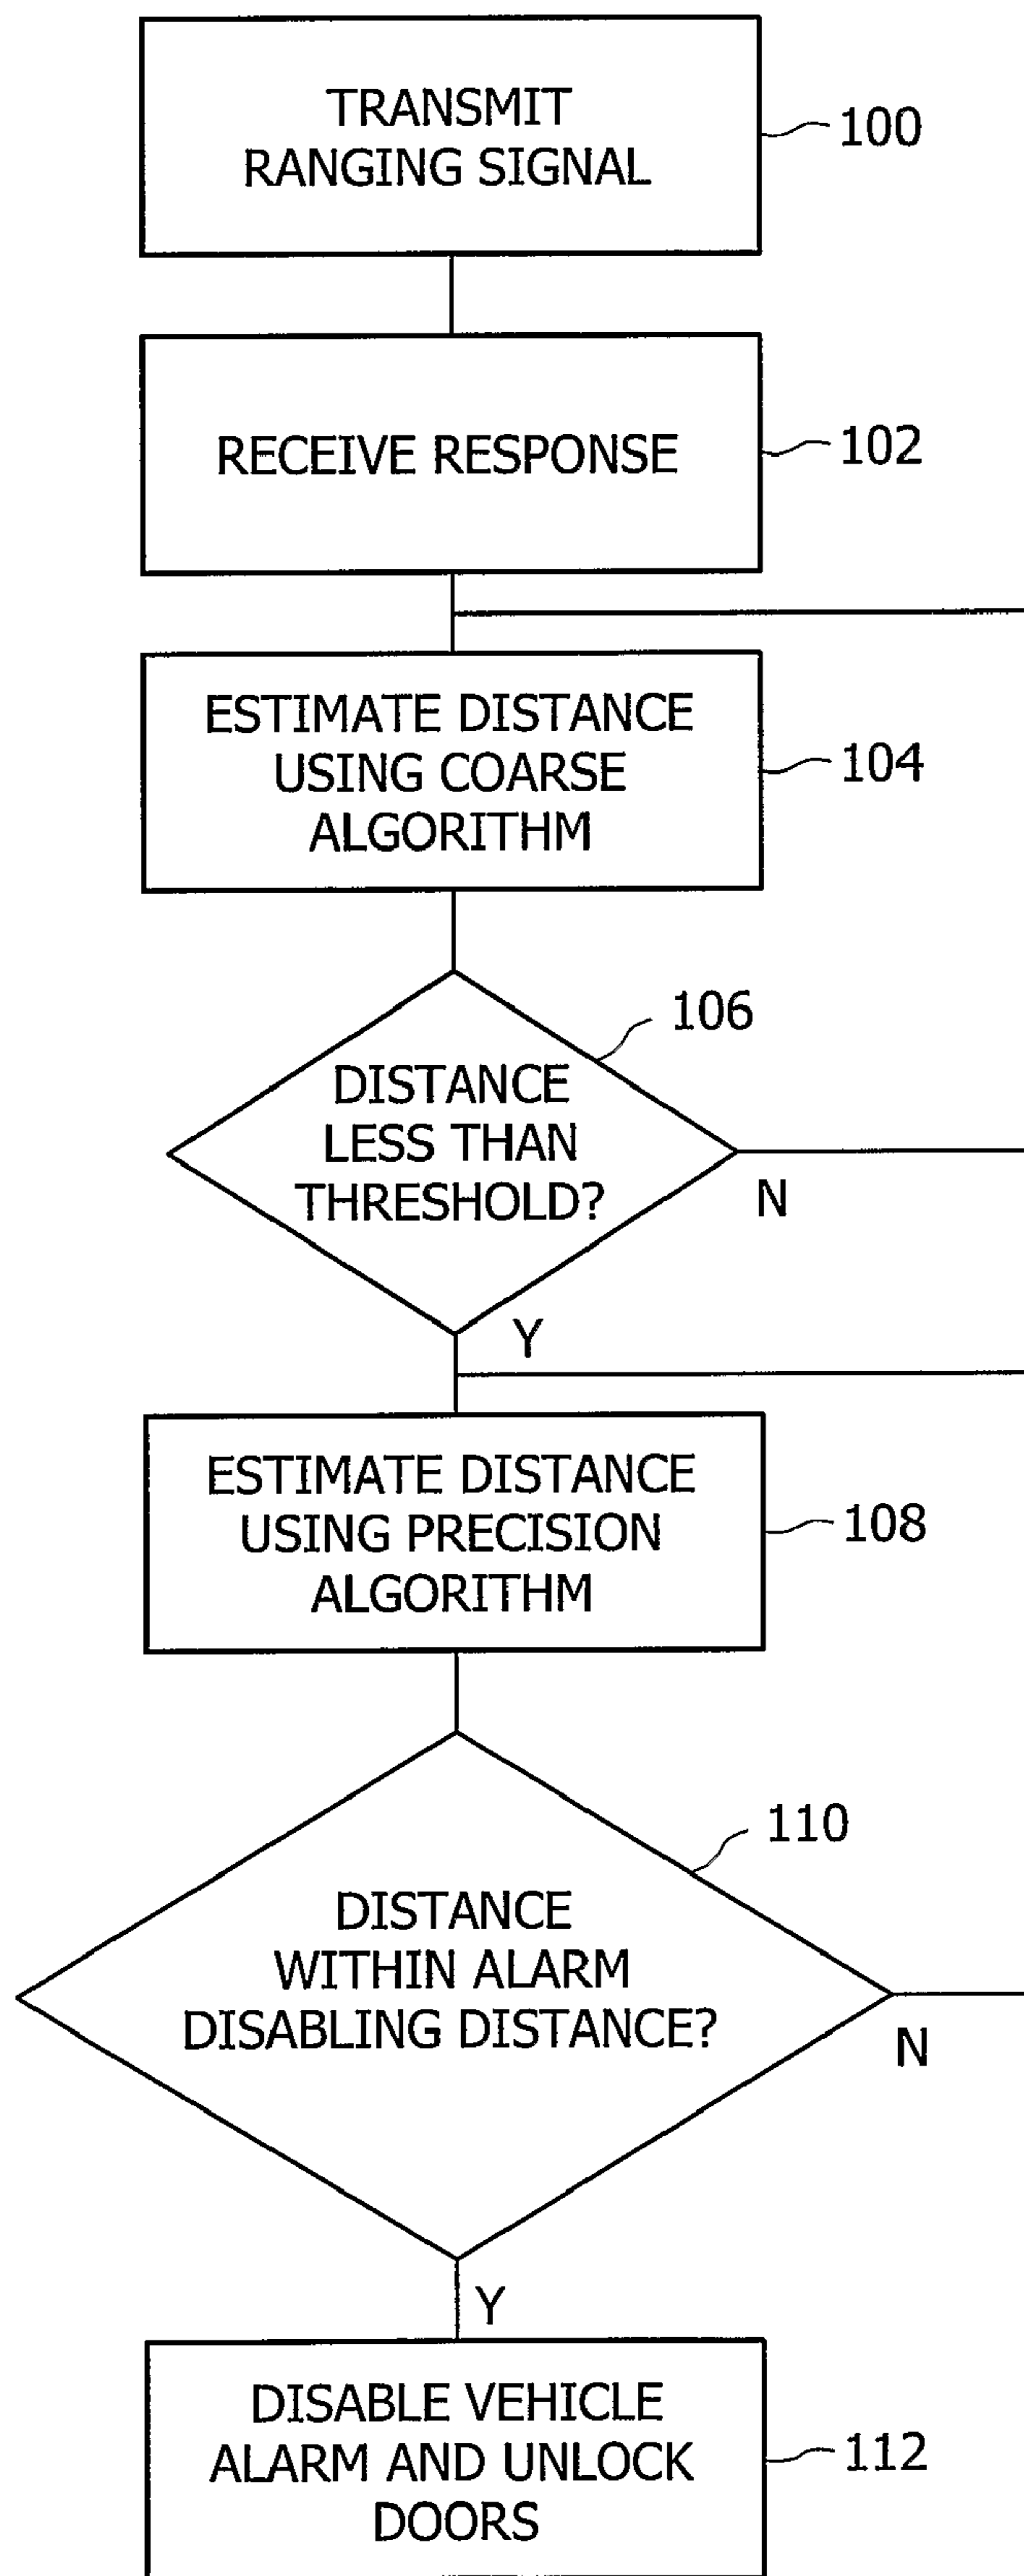 TRANSMIT
RANGING SIGNAL
100
RECEIVE RESPONSE
102
ESTIMATE DISTANCE
USING COARSE
ALGORITHM
104
106
DISTANCE
LESS THAN
THRESHOLD?
N
Y
ESTIMATE DISTANCE
USING PRECISION
ALGORITHM
108
110
DISTANCE
WITHIN ALARM
DISABLING DISTANCE?
N
Y
DISABLE VEHICLE
ALARM AND UNLOCK
DOORS
112